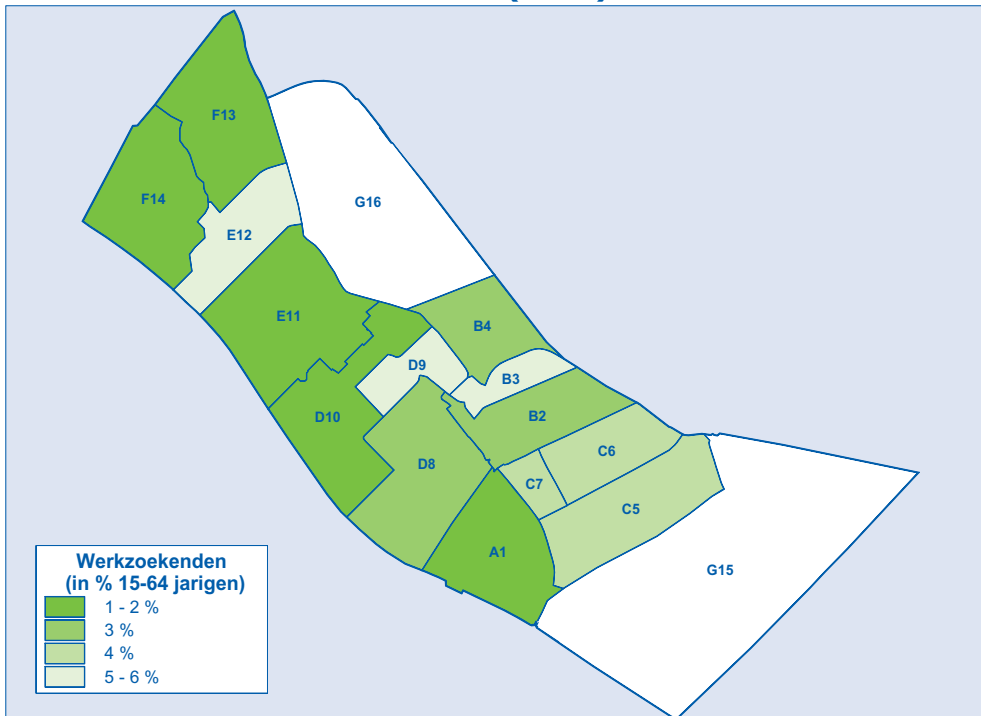 F13
F14
G16
E12
E11
B4
D9
B3
D10
B2
D8
C6
C7
C5
A1
G15
Werkzoekenden
(in % 15-64 jarigen)
1 - 2 %
3 %
4 %
5 - 6 %